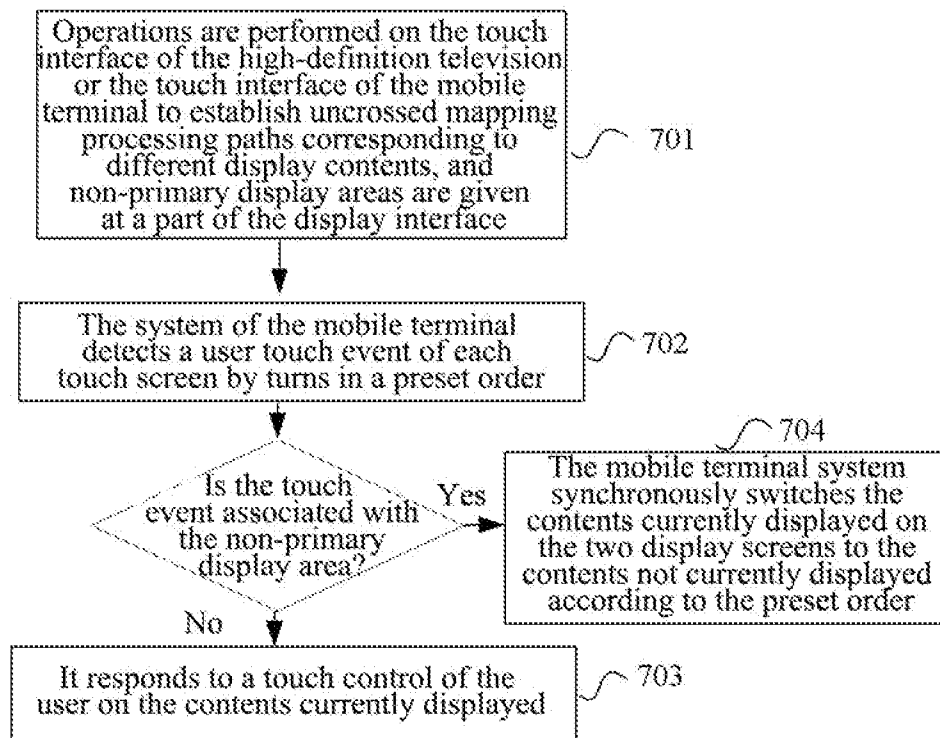 Operations are performed on the touch
interface of the high-definition television
or the touch interface of the mobile
terminal to establish uncrossed mapping
processing paths corresponding to
different display contents, and
non-primary display areas are given
at a part of the display interface
701
The system of the mobile terminal
detects a user touch event of each
touch screen by turns in a preset order
702
Is the touch
event associated with
the non-primary
display area?
Yes
704
The mobile terminal system
synchronously switches the
contents currently displayed on
the two display screens to the
contents not currently displayed
according to the preset order
No
It responds to a touch control of the
user on the contents currently displayed
703